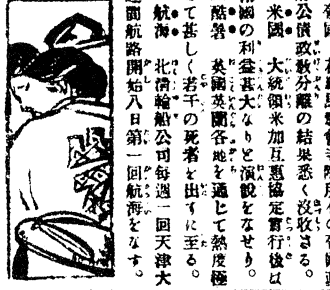 公債政教分離の結果悉く沒收さる。
米國 大統領米加互惠協定實行後は
國の利益甚大なりと演說をなせり。
酷暑 英國英蘭各地を通じて熱度極
て甚しく若干の死者を出すに至る。
航海 北淸輪船公司每週一回天津大
間航路開始八日第一回航海をなす。